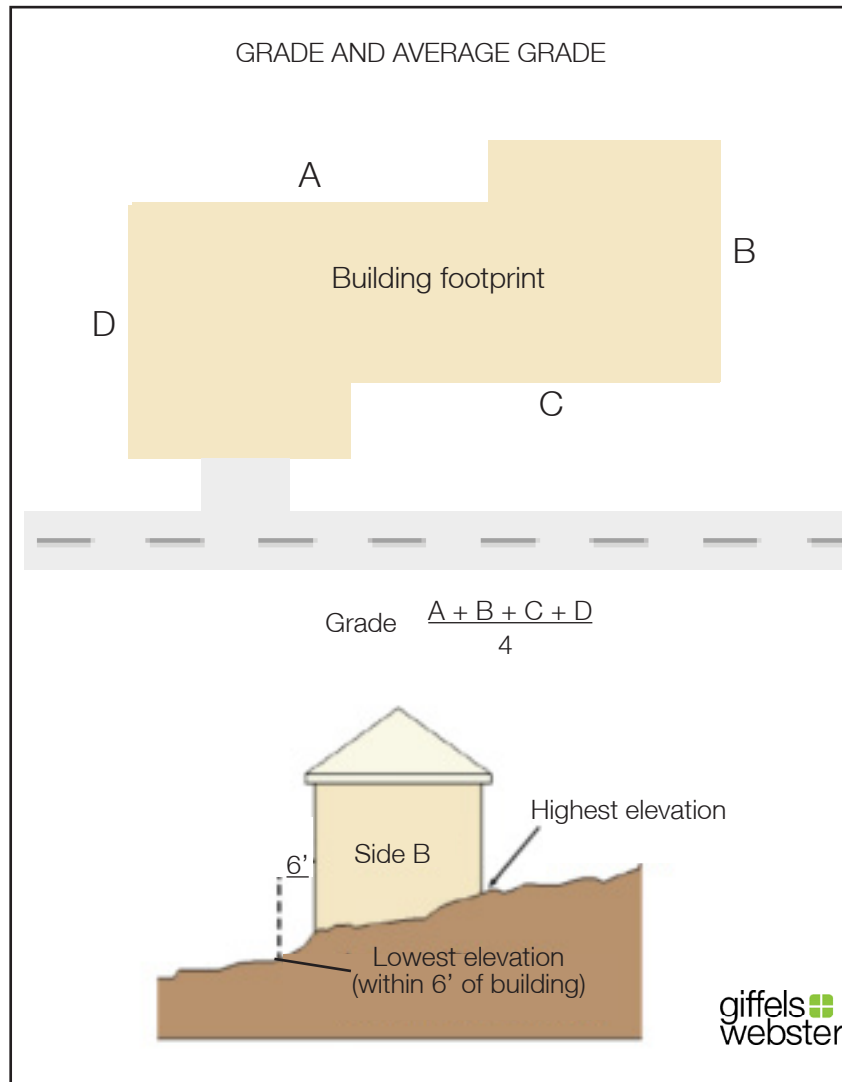 GRADE AND AVERAGE GRADE
A
B
Building footprint
D
C
Grade A + B + C + D
4
Highest elevation
6’
Side B
Lowest elevation
(within 6’ of building)
giffels
webster